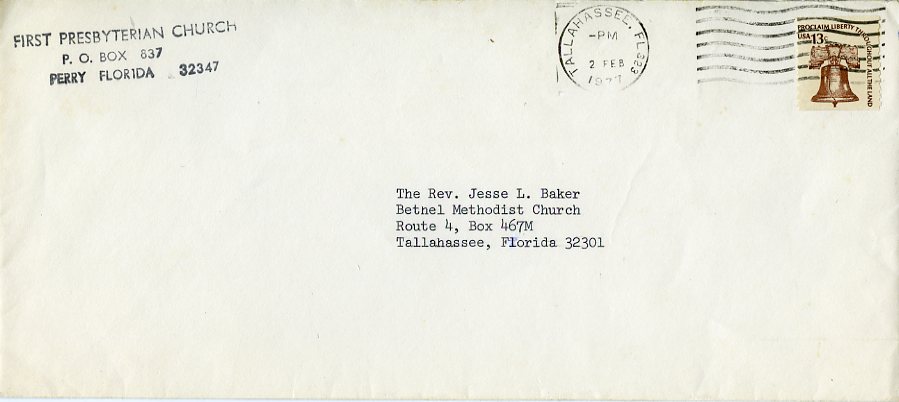 FIRST PRESBYTERIAN CHURCH
P. O. BOX 837
PERRY FLORIDA 32347
TALLAHASSEE, FL 323
-PM
2 FEB
1977
PROCLAIM LIBERTY THROUGHOUT ALL THE LAND
USA 13c
The Rev. Jesse L. Baker
Betnel Methodist Church
Route 4, Box 467M
Tallahassee, Florida 32301